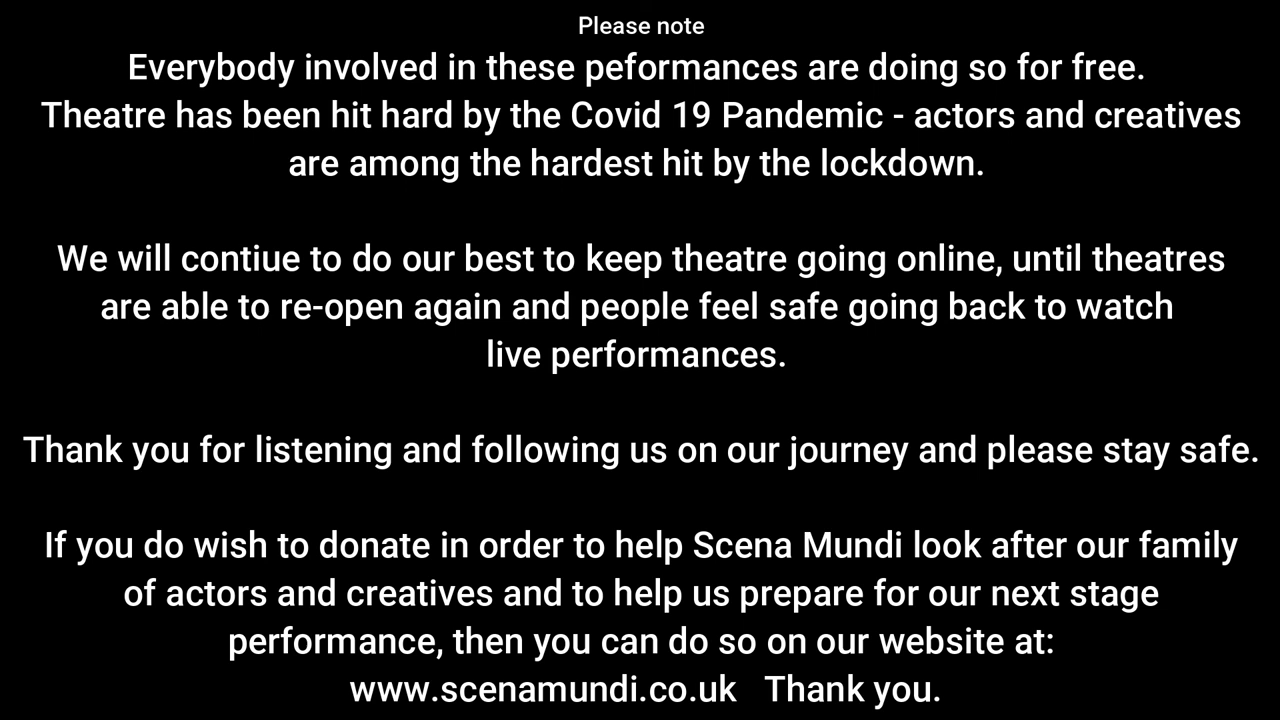 Please note
Everybody involved in these peformances are doing so for free.
Theatre has been hit hard by the Covid 19 Pandemic - actors and creatives
are among the hardest hit by the lockdown.
We will contiue to do our best to keep theatre going online, until theatres
are able to re-open again and people feel safe going back to watch
live performances.
Thank you for listening and following us on our journey and please stay safe.
If you do wish to donate in order to help Scena Mundi look after our family
of actors and creatives and to help us prepare for our next stage
performance, then you can do so on our website at:
www.scenamundi.co.uk   Thank you.